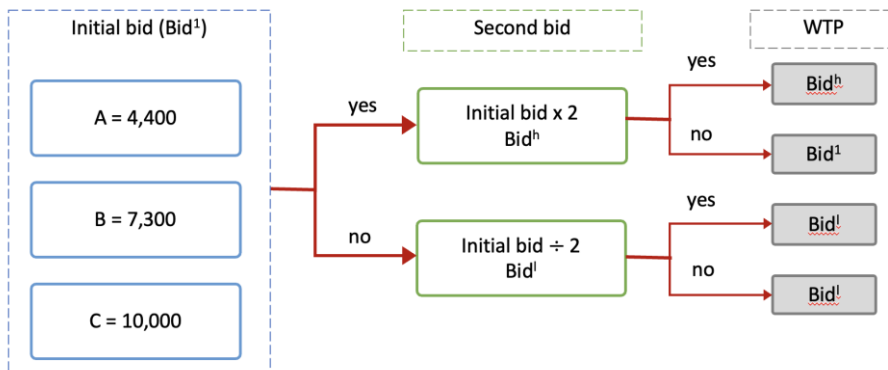 Initial bid (Bid¹)
Second bid
WTP
A = 4,400
B = 7,300
C = 10,000
yes
no
Initial bid x 2
Bidʰ
Initial bid ÷ 2
Bidˡ
yes
Bidʰ
no
Bid¹
yes
Bidˡ
no
Bidˡ